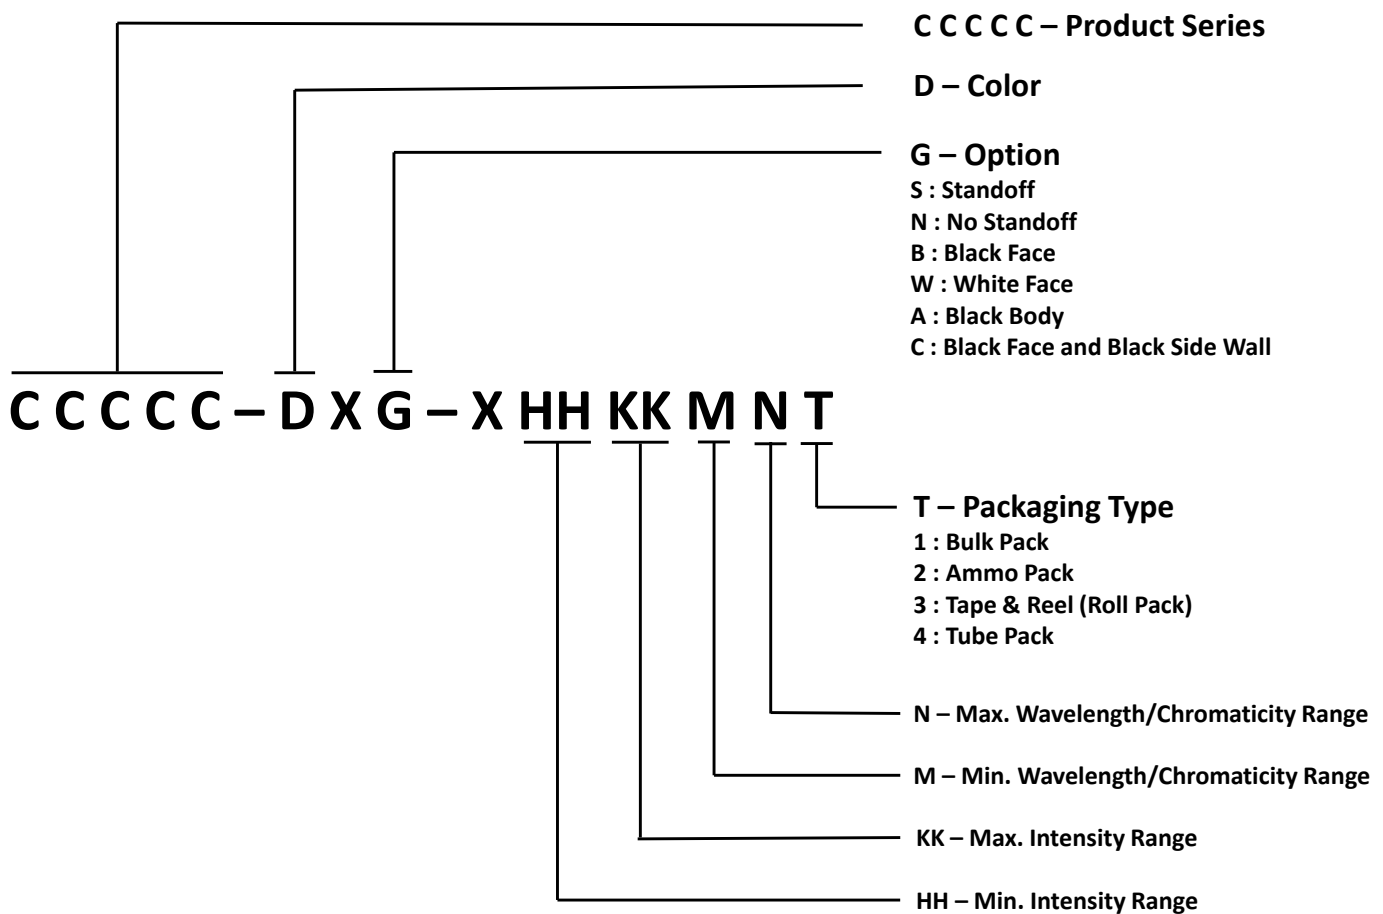 C C C C C – Product Series
D – Color
G – Option
S : Standoff
N : No Standoff
B : Black Face
W : White Face
A : Black Body
C : Black Face and Black Side Wall
C C C C C – D X G – X HH KK M N T
T – Packaging Type
1 : Bulk Pack
2 : Ammo Pack
3 : Tape & Reel (Roll Pack)
4 : Tube Pack
N – Max. Wavelength/Chromaticity Range
M – Min. Wavelength/Chromaticity Range
KK – Max. Intensity Range
HH – Min. Intensity Range